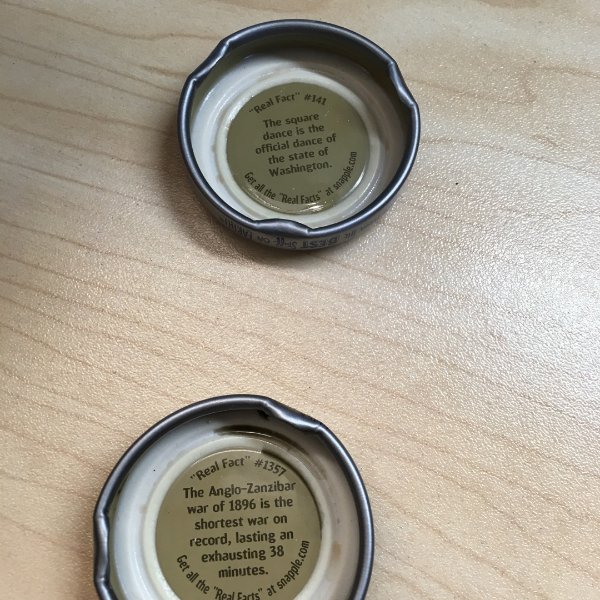 "Real Fact" #141
The square
dance is the
official dance of
the state of
Washington.
Get all the "Real Facts" at snapple.com
BEST
"Real Fact" #1357
The Anglo-Zanzibar
war of 1896 is the
shortest war on
record, lasting an
exhausting 38
minutes.
Get all the "Real Facts" at snapple.com